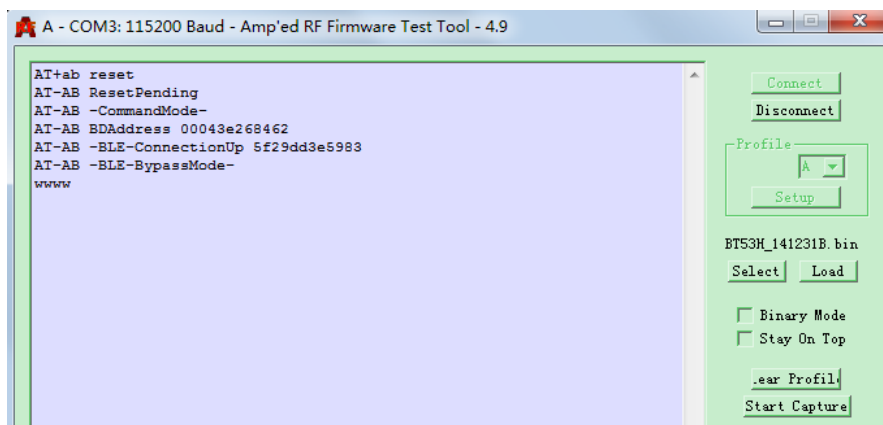 A - COM3: 115200 Baud - Amp'ed RF Firmware Test Tool - 4.9
AT+ab reset
AT-AB ResetPending
AT-AB -CommandMode-
AT-AB BDAddress 00043e268462
AT-AB -BLE-ConnectionUp 5f29dd3e5983
AT-AB -BLE-BypassMode-
wwww
Connect
Disconnect
Profile
A
Setup
BT53H_141231B.bin
Select Load
Binary Mode
Stay On Top
.ear Profil
Start Capture